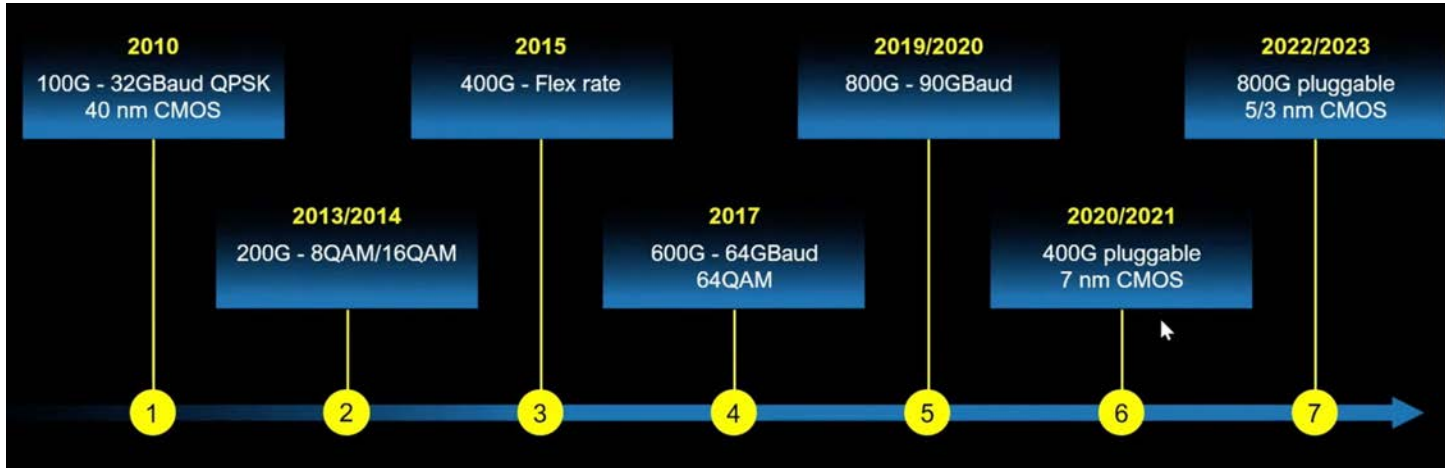 2010
100G - 32GBaud QPSK
40 nm CMOS
2013/2014
200G - 8QAM/16QAM
2015
400G - Flex rate
2017
600G - 64GBaud
64QAM
2019/2020
800G - 90GBaud
2020/2021
400G pluggable
7 nm CMOS
2022/2023
800G pluggable
5/3 nm CMOS
1
2
3
4
5
6
7